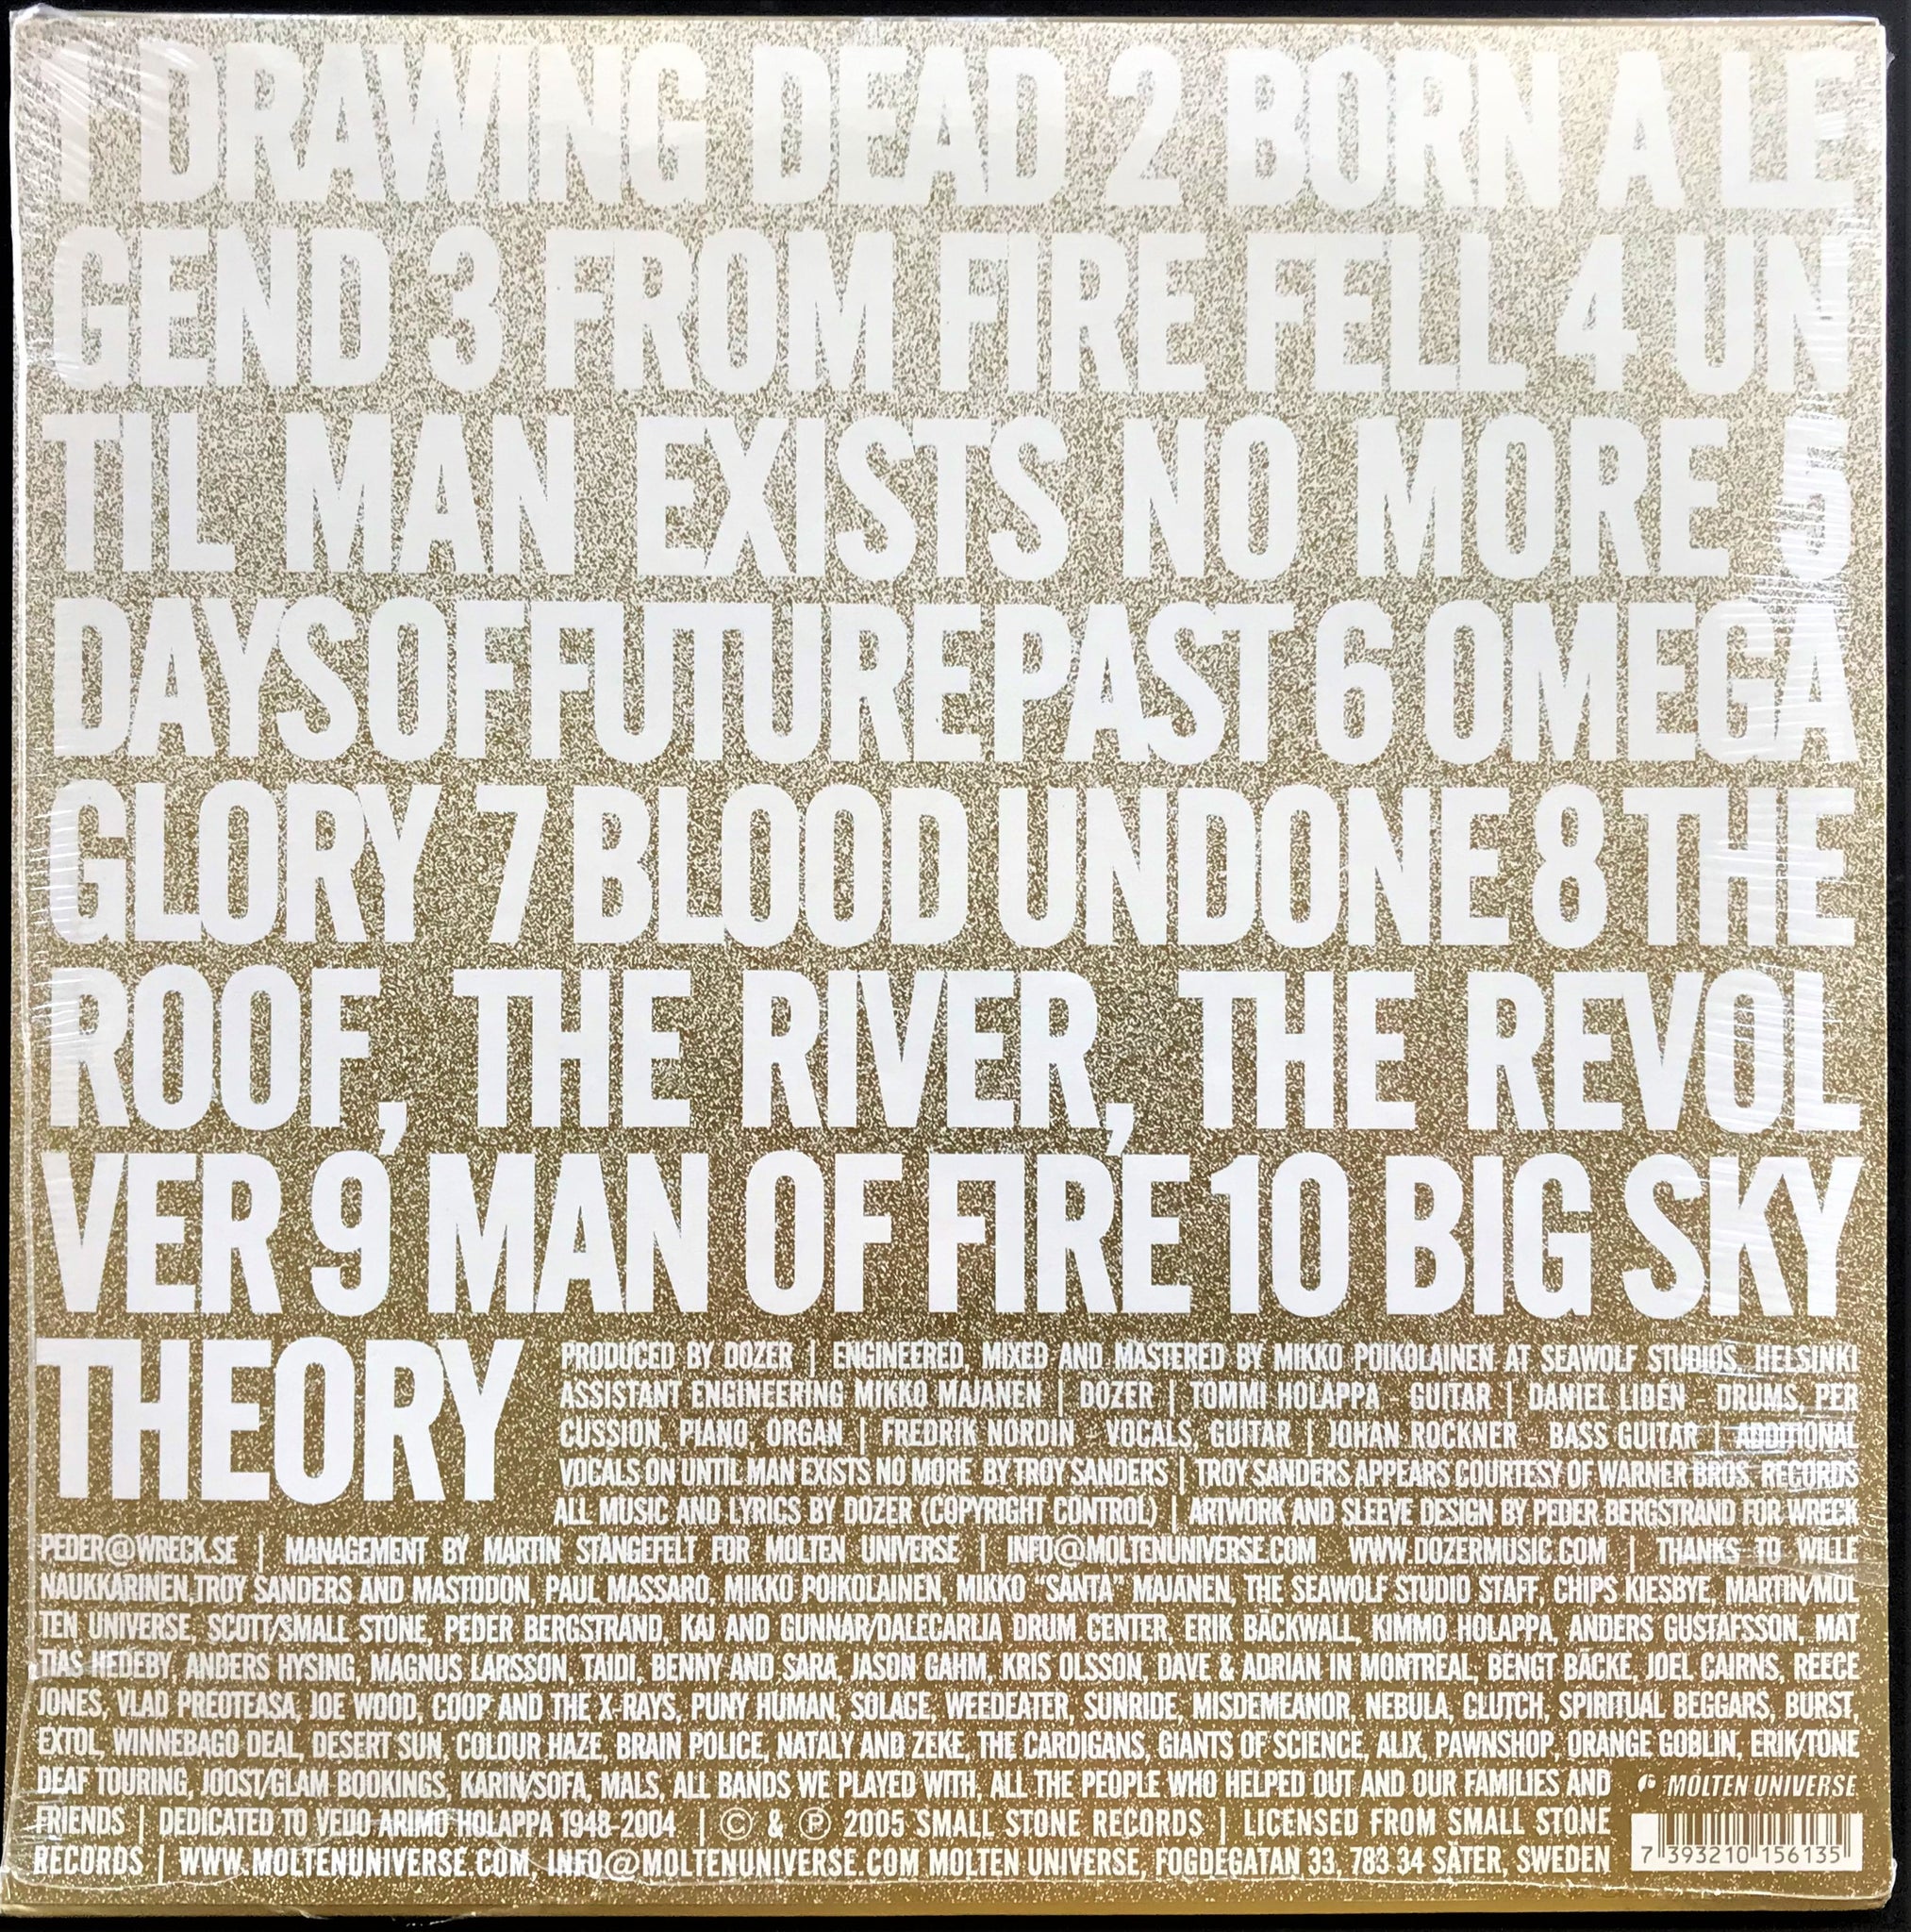 1 DRAWING DEAD 2 BORN A LE
GEND 3 FROM FIRE FELL 4 UN
TIL MAN EXISTS NO MORE 5
DAYS OF FUTURE PAST 6 OMEGA
GLORY 7 BLOOD UNDONE 8 THE
ROOF, THE RIVER, THE REVOL
VER 9 MAN OF FIRE 10 BIG SKY
THEORY
PRODUCED BY DOZER | ENGINEERED, MIXED AND MASTERED BY MIKKO POIKOLAINEN AT SEAWOLF STUDIOS, HELSINKI
ASSISTANT ENGINEERING MIKKO MAJANEN | DOZER | TOMMI HOLAPPA - GUITAR | DANIEL LIDÉN - DRUMS, PER
CUSSION, PIANO, ORGAN | FREDRIK NORDIN - VOCALS, GUITAR | JOHAN ROCKNER - BASS GUITAR | ADDITIONAL
VOCALS ON UNTIL MAN EXISTS NO MORE BY TROY SANDERS | TROY SANDERS APPEARS COURTESY OF WARNER BROS. RECORDS
ALL MUSIC AND LYRICS BY DOZER (COPYRIGHT CONTROL) | ARTWORK AND SLEEVE DESIGN BY PEDER BERGSTRAND FOR WRECK
PEDER@WRECK.SE | MANAGEMENT BY MARTIN STÅNGEFELT FOR MOLTEN UNIVERSE | INFO@MOLTENUNIVERSE.COM WWW.DOZERMUSIC.COM | THANKS TO WILLE
NAUKKARINEN, TROY SANDERS AND MASTODON, PAUL MASSARO, MIKKO POIKOLAINEN, MIKKO “SANTA” MAJANEN, THE SEAWOLF STUDIO STAFF, CHIPS KIESBYE, MARTIN/MOL
TEN UNIVERSE, SCOTT/SMALL STONE, PEDER BERGSTRAND, KAJ AND GUNNAR/DALECARLIA DRUM CENTER, ERIK BÄCKWALL, KIMMO HOLAPPA, ANDERS GUSTAFSSON, MAT
TIAS HEDEBY, ANDERS HYSING, MAGNUS LARSSON, TAIDI, BENNY AND SARA, JASON GAHM, KRIS OLSSON, DAVE & ADRIAN IN MONTREAL, BENGT BÄCKE, JOEL CAIRNS, REECE
JONES, VLAD PREOTEASA, JOE WOOD, COOP AND THE X-RAYS, PUNY HUMAN, SOLACE, WEEDEATER, SUNRIDE, MISDEMEANOR, NEBULA, CLUTCH, SPIRITUAL BEGGARS, BURST,
EXTOL, WINNEBAGO DEAL, DESERT SUN, COLOUR HAZE, BRAIN POLICE, NATALY AND ZEKE, THE CARDIGANS, GIANTS OF SCIENCE, ALIX, PAWNSHOP, ORANGE GOBLIN, ERIK/TONE
DEAF TOURING, JOOST/GLAM BOOKINGS, KARIN/SOFA, MALS, ALL BANDS WE PLAYED WITH, ALL THE PEOPLE WHO HELPED OUT AND OUR FAMILIES AND
MOLTEN UNIVERSE
FRIENDS | DEDICATED TO VEIJO ARIMO HOLAPPA 1948-2004 | © & ℗ 2005 SMALL STONE RECORDS | LICENSED FROM SMALL STONE
RECORDS | WWW.MOLTENUNIVERSE.COM, INFO@MOLTENUNIVERSE.COM MOLTEN UNIVERSE, FOGDEGATAN 33, 783 34 SÄTER, SWEDEN
7 393210 156135